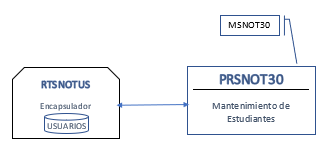 MSNOT30
RTSNOTUS
Encapsulador
USUARIOS
PRSNOT30
Mantenimiento de
Estudiantes